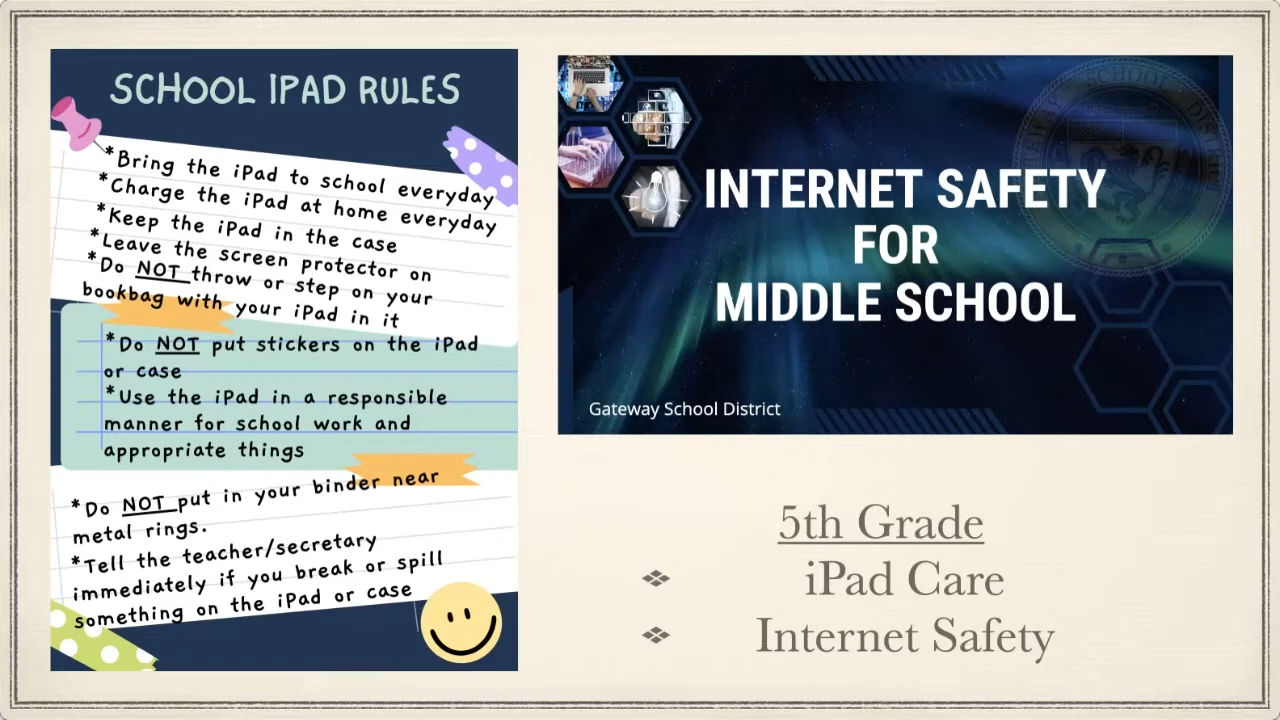 SCHOOL IPAD RULES
*Bring the iPad to school everyday
*Charge the iPad at home everyday
*Keep the iPad in the case
*Leave the screen protector on
*Do NOT throw or step on your
bookbag with your iPad in it
*Do NOT put stickers on the iPad
or case
*Use the iPad in a responsible
manner for school work and
appropriate things
*Do NOT put in your binder near
metal rings.
*Tell the teacher/secretary
immediately if you break or spill
something on the iPad or case
INTERNET SAFETY
FOR
MIDDLE SCHOOL
Gateway School District
5th Grade
❖ iPad Care
❖ Internet Safety